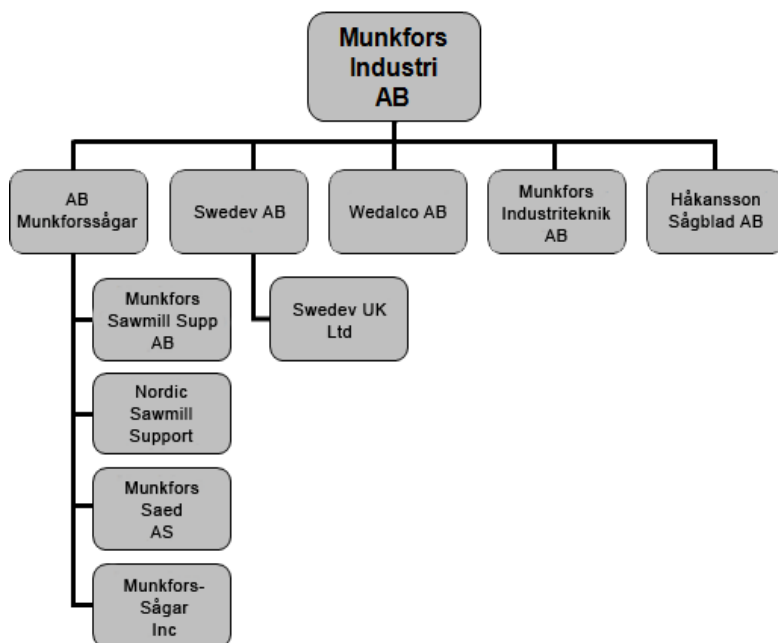 Munkfors
Industri
AB
AB
Munkforssågar
Swedev AB
Wedalco AB
Munkfors
Industriteknik
AB
Håkansson
Sågblad AB
Munkfors
Sawmill Supp
AB
Swedev UK
Ltd
Nordic
Sawmill
Support
Munkfors
Saed
AS
Munkfors-
Sågar
Inc